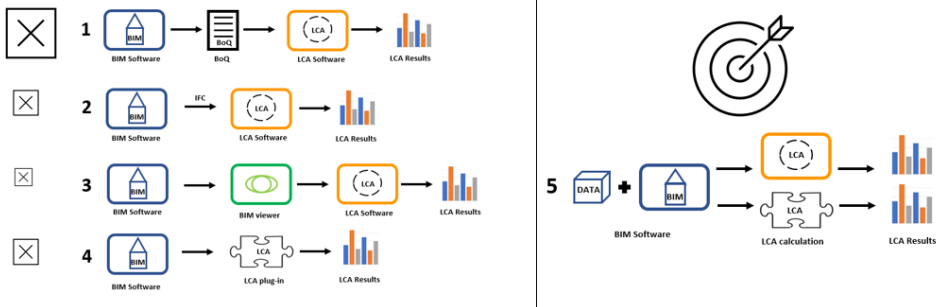 1
BIM
BoQ
LCA
BIM Software
BoQ
LCA Software
LCA Results
2
BIM
IFC
LCA
BIM Software
LCA Software
LCA Results
3
BIM
LCA
BIM Software
BIM viewer
LCA Software
LCA Results
4
BIM
LCA
BIM Software
LCA plug-in
LCA Results
5
DATA
BIM
LCA
LCA
BIM Software
LCA calculation
LCA Results